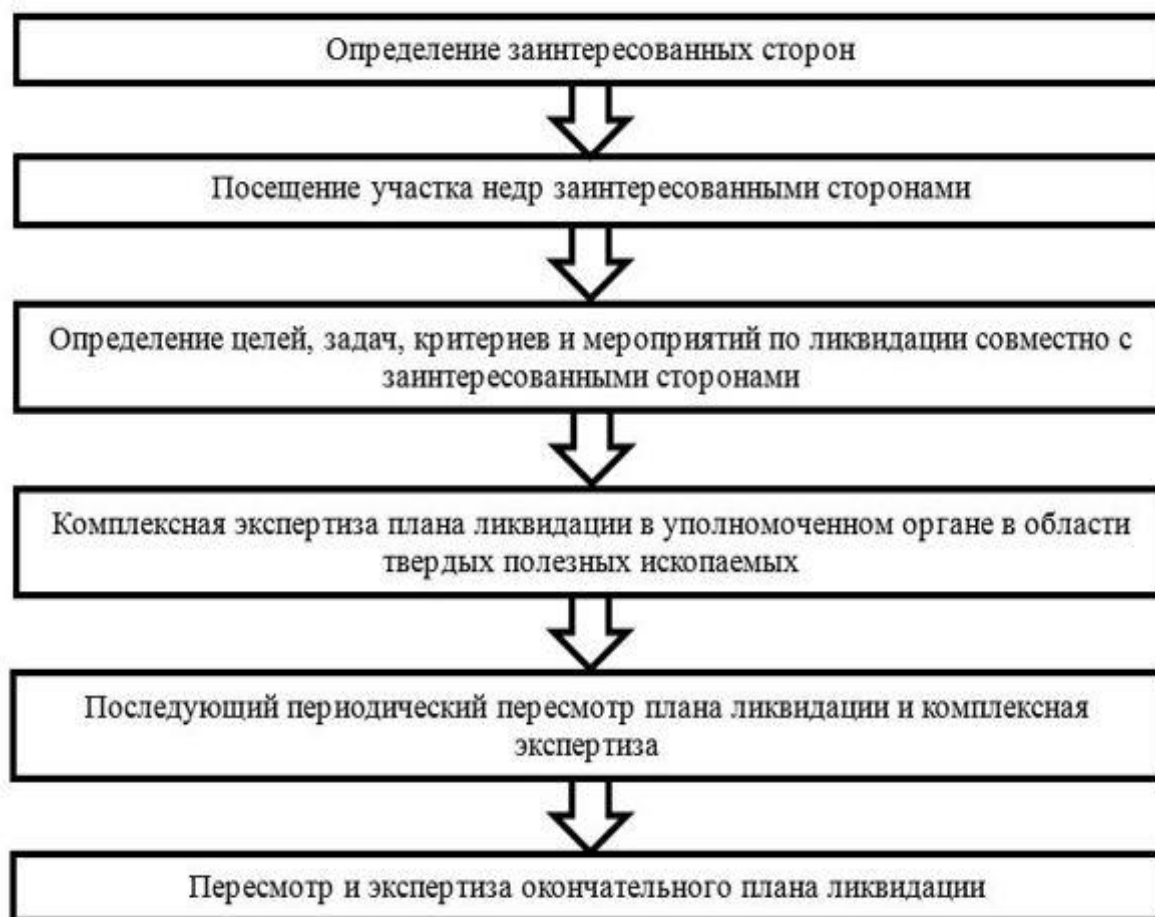 Определение заинтересованных сторон
Посещение участка недр заинтересованными сторонами
Определение целей, задач, критериев и мероприятий по ликвидации совместно с
заинтересованными сторонами
Комплексная экспертиза плана ликвидации в уполномоченном органе в области
твердых полезных ископаемых
Последующий периодический пересмотр плана ликвидации и комплексная
экспертиза
Пересмотр и экспертиза окончательного плана ликвидации